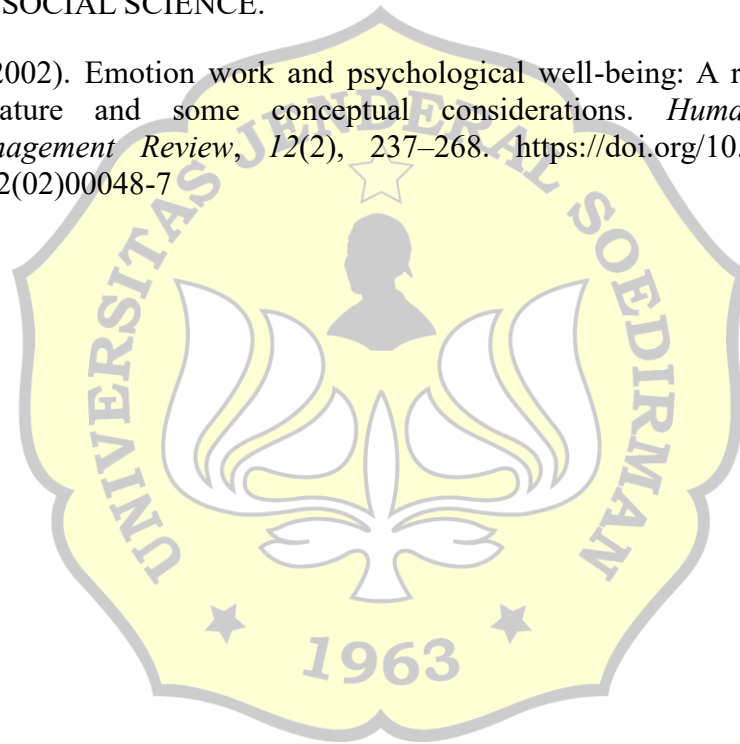 SOCIAL SCIENCE.
2002). Emotion work and psychological well-being: A r
ature and some conceptual considerations. Huma
nagement Review, 12(2), 237–268. https://doi.org/10.
2(02)00048-7
UNIVERSITAS JENDERAL SOEDIRMAN
1963